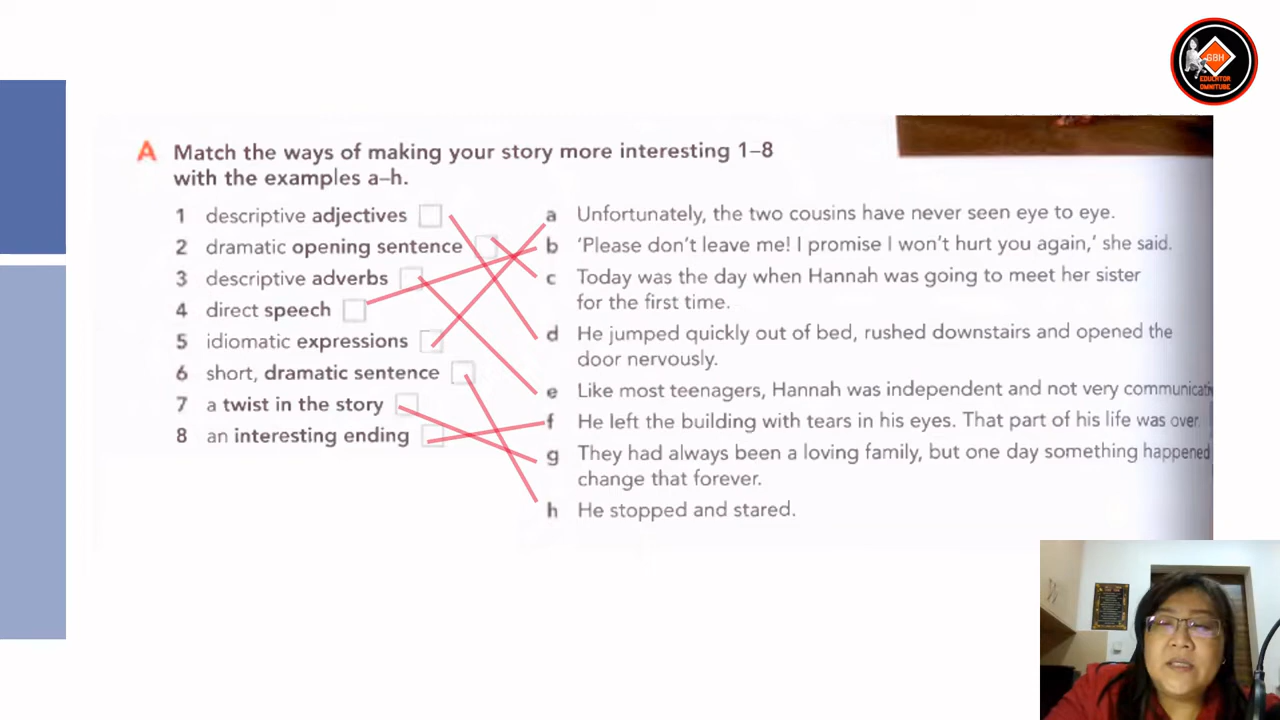 GBH
EDUCATOR
OMNITUBE
A Match the ways of making your story more interesting 1–8
with the examples a–h.
1 descriptive adjectives
2 dramatic opening sentence
3 descriptive adverbs
4 direct speech
5 idiomatic expressions
6 short, dramatic sentence
7 a twist in the story
8 an interesting ending
a Unfortunately, the two cousins have never seen eye to eye.
b ‘Please don’t leave me! I promise I won’t hurt you again,’ she said.
c Today was the day when Hannah was going to meet her sister
for the first time.
d He jumped quickly out of bed, rushed downstairs and opened the
door nervously.
e Like most teenagers, Hannah was independent and not very communicati
f He left the building with tears in his eyes. That part of his life was over.
g They had always been a loving family, but one day something happened
change that forever.
h He stopped and stared.